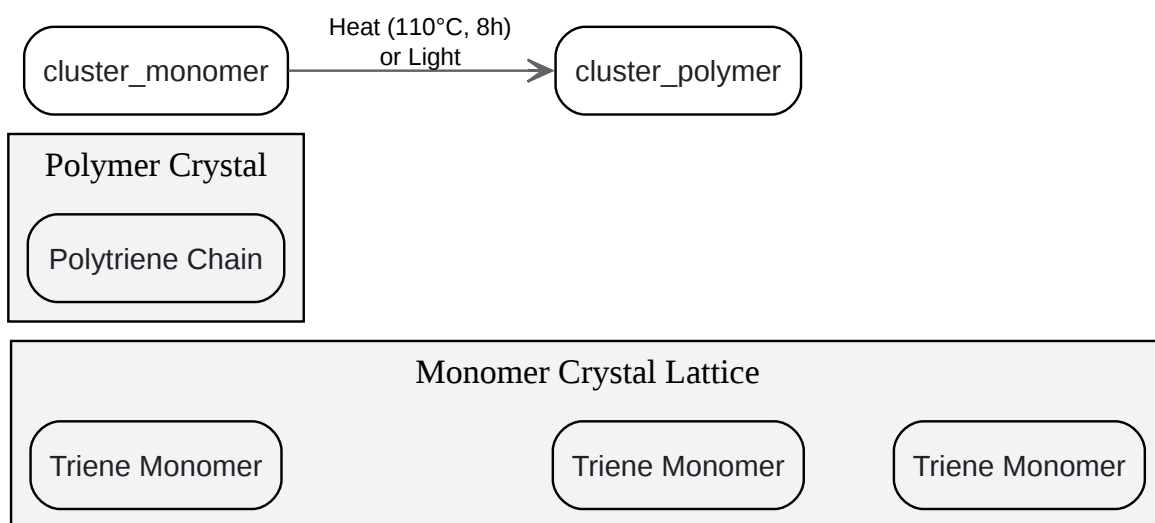 Heat (110°C, 8h)
or Light
cluster_monomer
cluster_polymer
Polymer Crystal
Polytriene Chain
Monomer Crystal Lattice
Triene Monomer
Triene Monomer
Triene Monomer